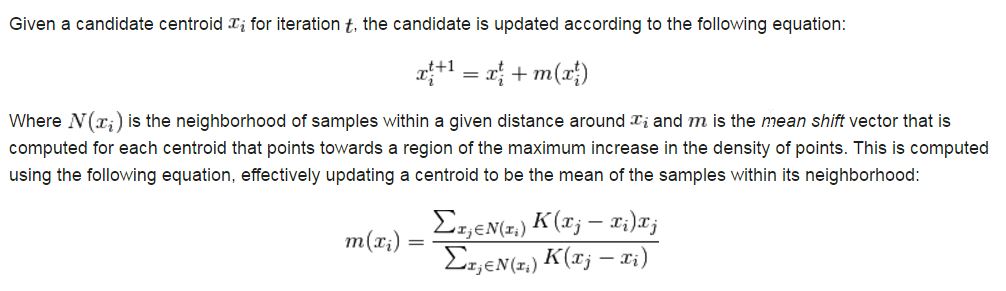 Given a candidate centroid x_i for iteration t, the candidate is updated according to the following equation:
x_i^{t+1} = x_i^t + m(x_i^t)
Where N(x_i) is the neighborhood of samples within a given distance around x_i and m is the mean shift vector that is
computed for each centroid that points towards a region of the maximum increase in the density of points. This is computed
using the following equation, effectively updating a centroid to be the mean of the samples within its neighborhood:
m(x_i) = \frac{\sum_{x_j \in N(x_i)} K(x_j - x_i)x_j}{\sum_{x_j \in N(x_i)} K(x_j - x_i)}